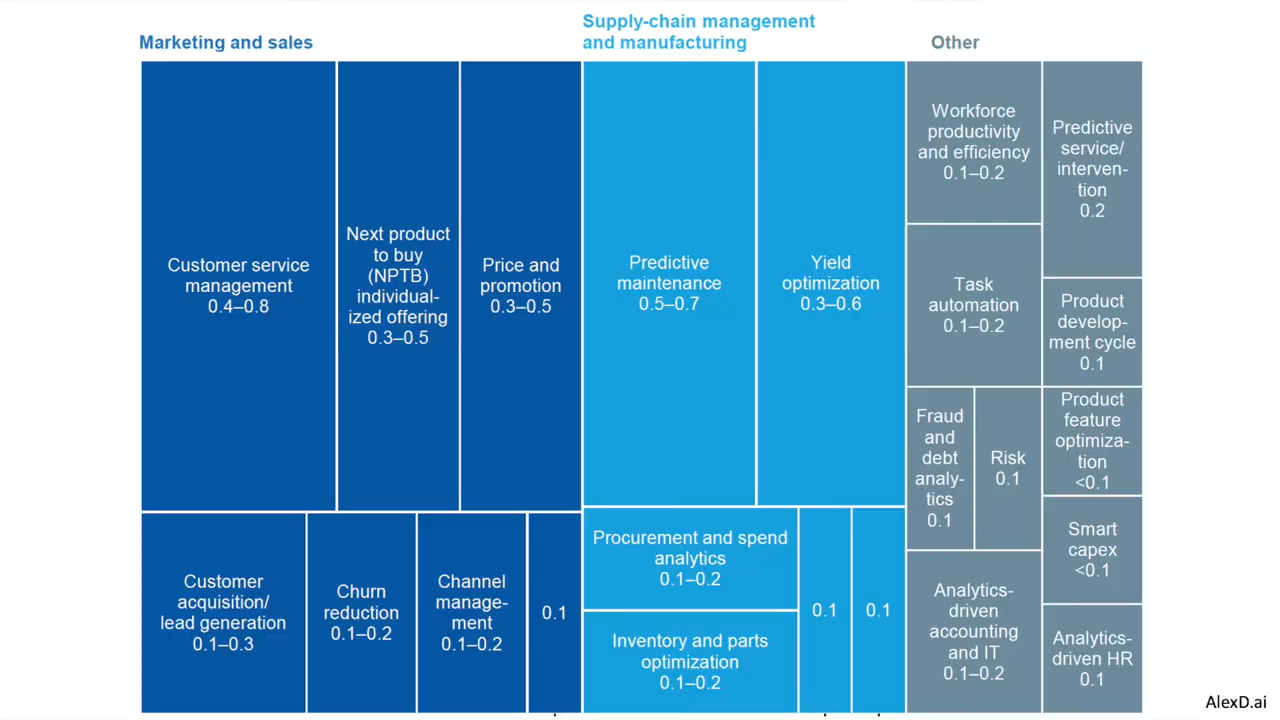 Marketing and sales
Supply-chain management
and manufacturing
Other
Customer service
management
0.4–0.8
Next product
to buy
(NPTB)
individual-
ized offering
0.3–0.5
Price and
promotion
0.3–0.5
Customer
acquisition/
lead generation
0.1–0.3
Churn
reduction
0.1–0.2
Channel
manage-
ment
0.1–0.2
0.1
Predictive
maintenance
0.5–0.7
Yield
optimization
0.3–0.6
Procurement and spend
analytics
0.1–0.2
Inventory and parts
optimization
0.1–0.2
0.1
0.1
Workforce
productivity
and efficiency
0.1–0.2
Predictive
service/
interven-
tion
0.2
Task
automation
0.1–0.2
Product
develop-
ment cycle
0.1
Fraud
and
debt
analy-
tics
0.1
Risk
0.1
Product
feature
optimiza-
tion
<0.1
Smart
capex
<0.1
Analytics-
driven
accounting
and IT
0.1–0.2
Analytics-
driven HR
0.1
AlexD.ai